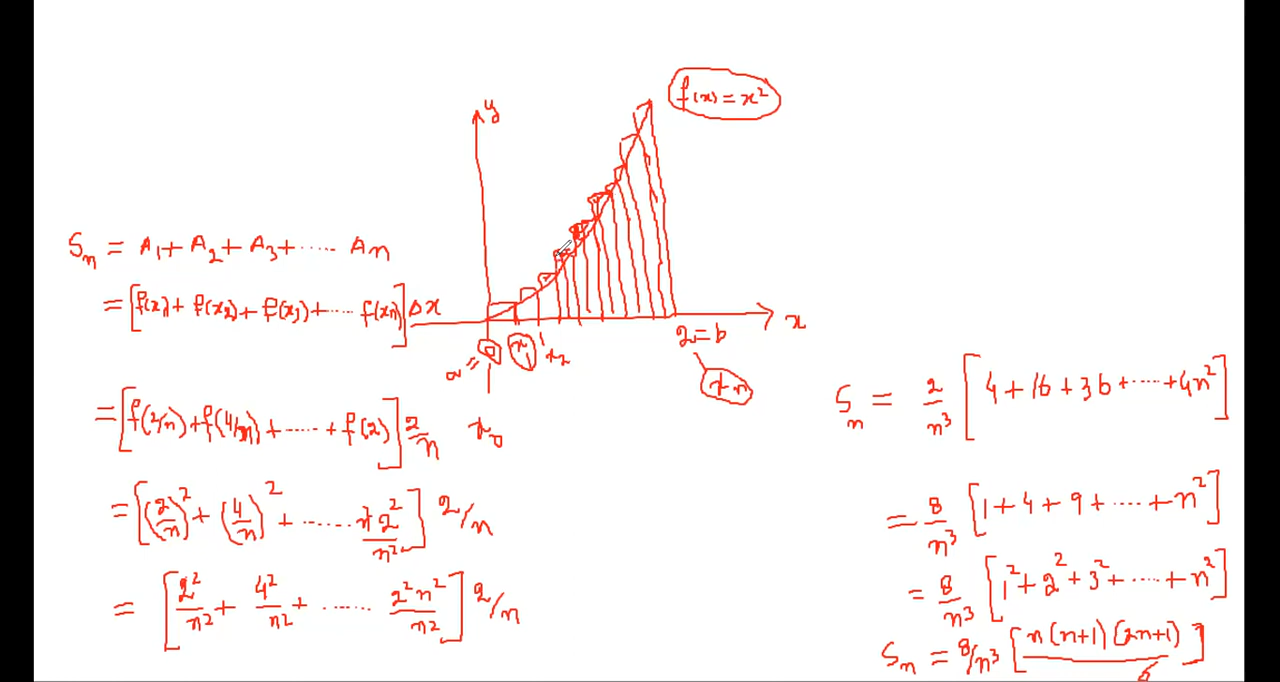 f(x) = x²
y
Sₙ = A₁ + A₂ + A₃ + ····· Aₙ
= [f(x₁) + f(x₂) + f(x₃) + ····· f(xₙ)] Δx
x
a = 0
x₁
x₂
2 = b
xₙ
x₀
= [f(2/n) + f(4/n) + ····· + f(2)] 2/n
= [(2/n)² + (4/n)² + ······ + 2²/n²] 2/n
= [2²/n² + 4²/n² + ······ 2²n²/n²] 2/n
Sₙ = 2/n³ [4 + 16 + 36 + ····· + 4n²]
= 8/n³ [1 + 4 + 9 + ····· + n²]
= 8/n³ [1² + 2² + 3² + ····· + n²]
Sₙ = 8/n³ [n(n+1)(2n+1)/6]